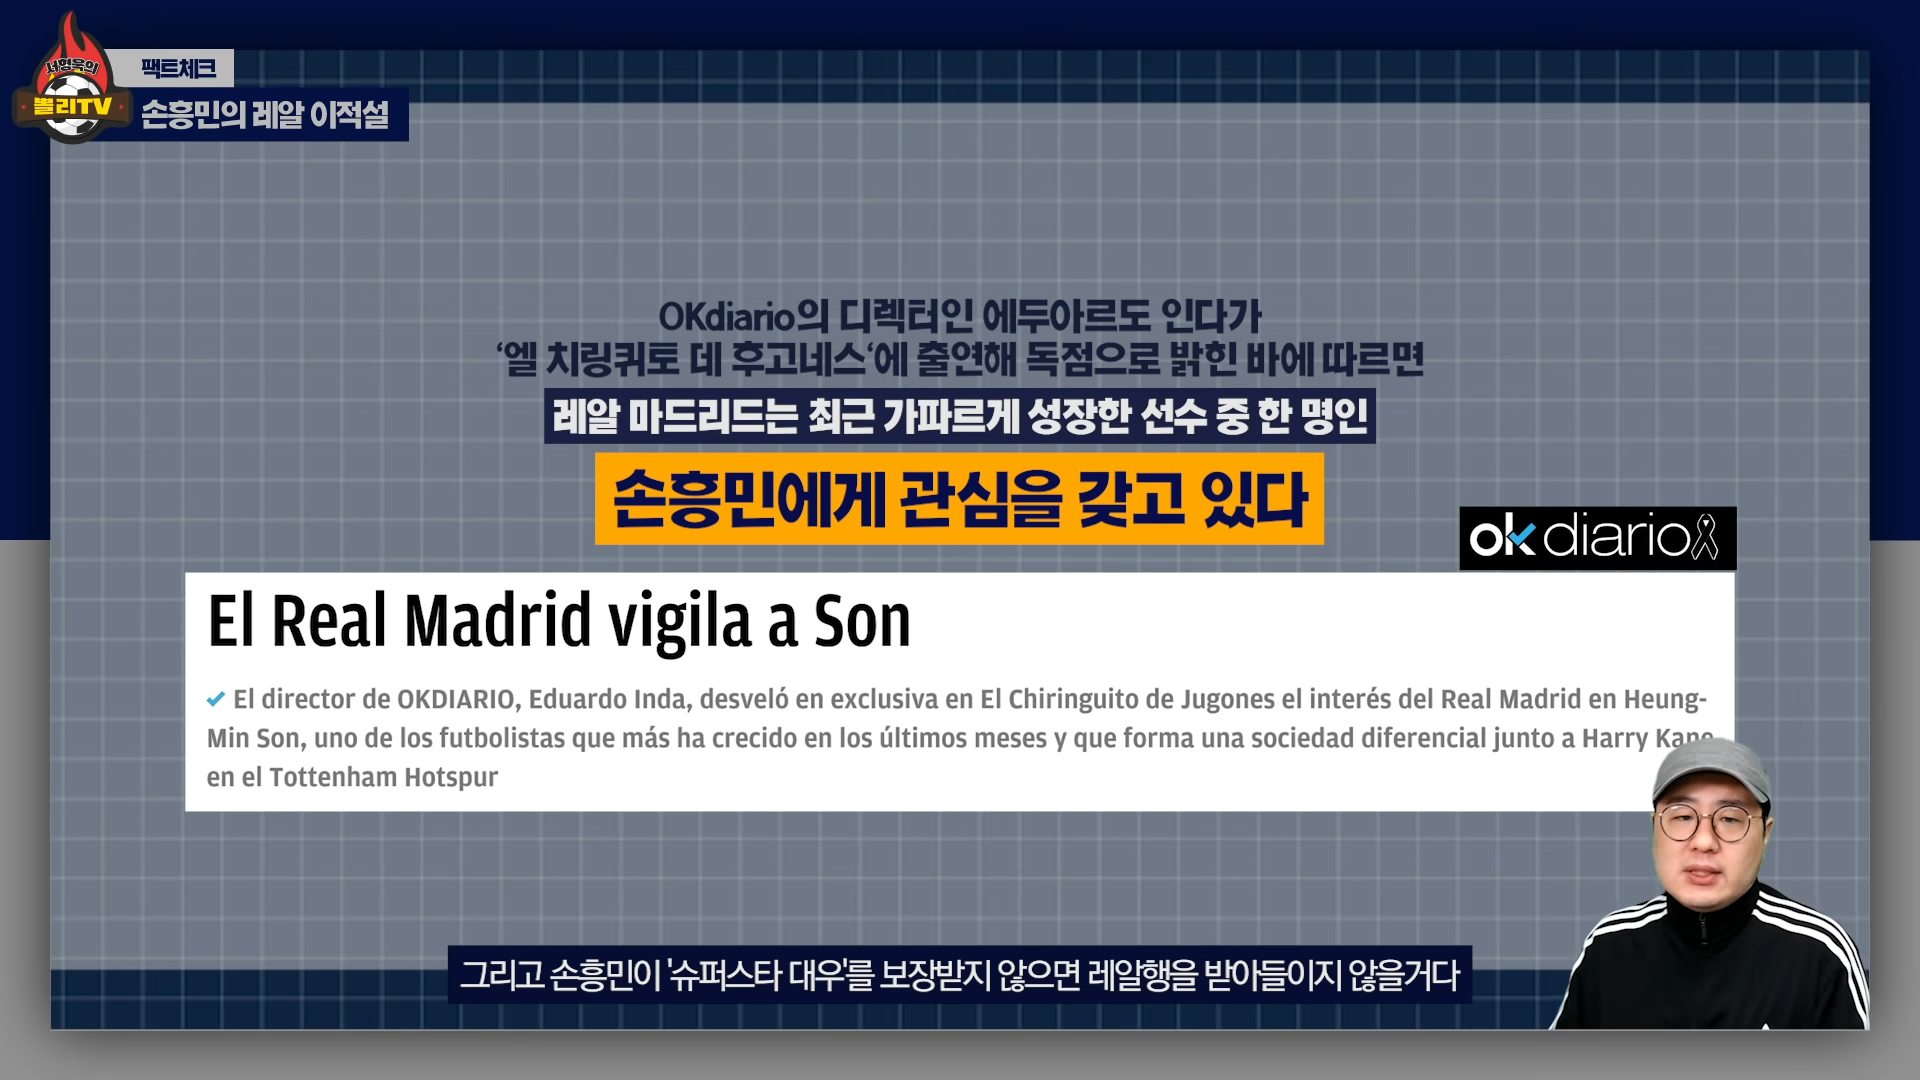 서형욱의
뽈리TV
팩트체크
손흥민의 레알 이적설
OKdiario의 디렉터인 에두아르도 인다가
‘엘 치링퀴토 데 후고네스‘에 출연해 독점으로 밝힌 바에 따르면
레알 마드리드는 최근 가파르게 성장한 선수 중 한 명인
손흥민에게 관심을 갖고 있다
okdiario
El Real Madrid vigila a Son
El director de OKDIARIO, Eduardo Inda, desveló en exclusiva en El Chiringuito de Jugones el interés del Real Madrid en Heung-
Min Son, uno de los futbolistas que más ha crecido en los últimos meses y que forma una sociedad diferencial junto a Harry Kane
en el Tottenham Hotspur
그리고 손흥민이 '슈퍼스타 대우'를 보장받지 않으면 레알행을 받아들이지 않을거다